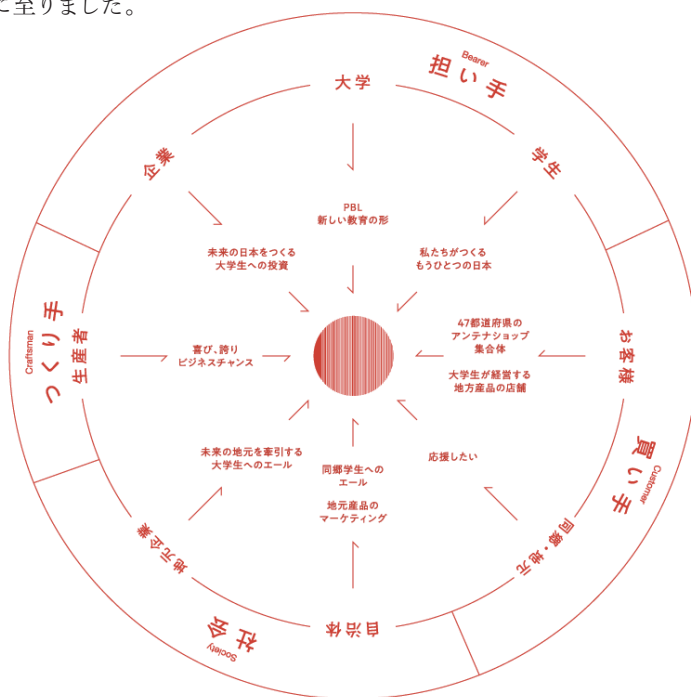 に至りました。
Bearer
担い手
大学
企業
学生
PBL
新しい教育の形
未来の日本をつくる
大学生への投資
私たちがつくる
もうひとつの日本
Craftsman
つくり手
生産者
喜び、誇り
ビジネスチャンス
47都道府県の
アンテナショップ
集合体
大学生が経営する
地方産品の店舗
お客様
Customer
買い手
未来の地元を牽引する
大学生へのエール
同郷学生への
エール
地元産品の
マーケティング
応援したい
地元企業
自治体
同郷・地元
社会
Society